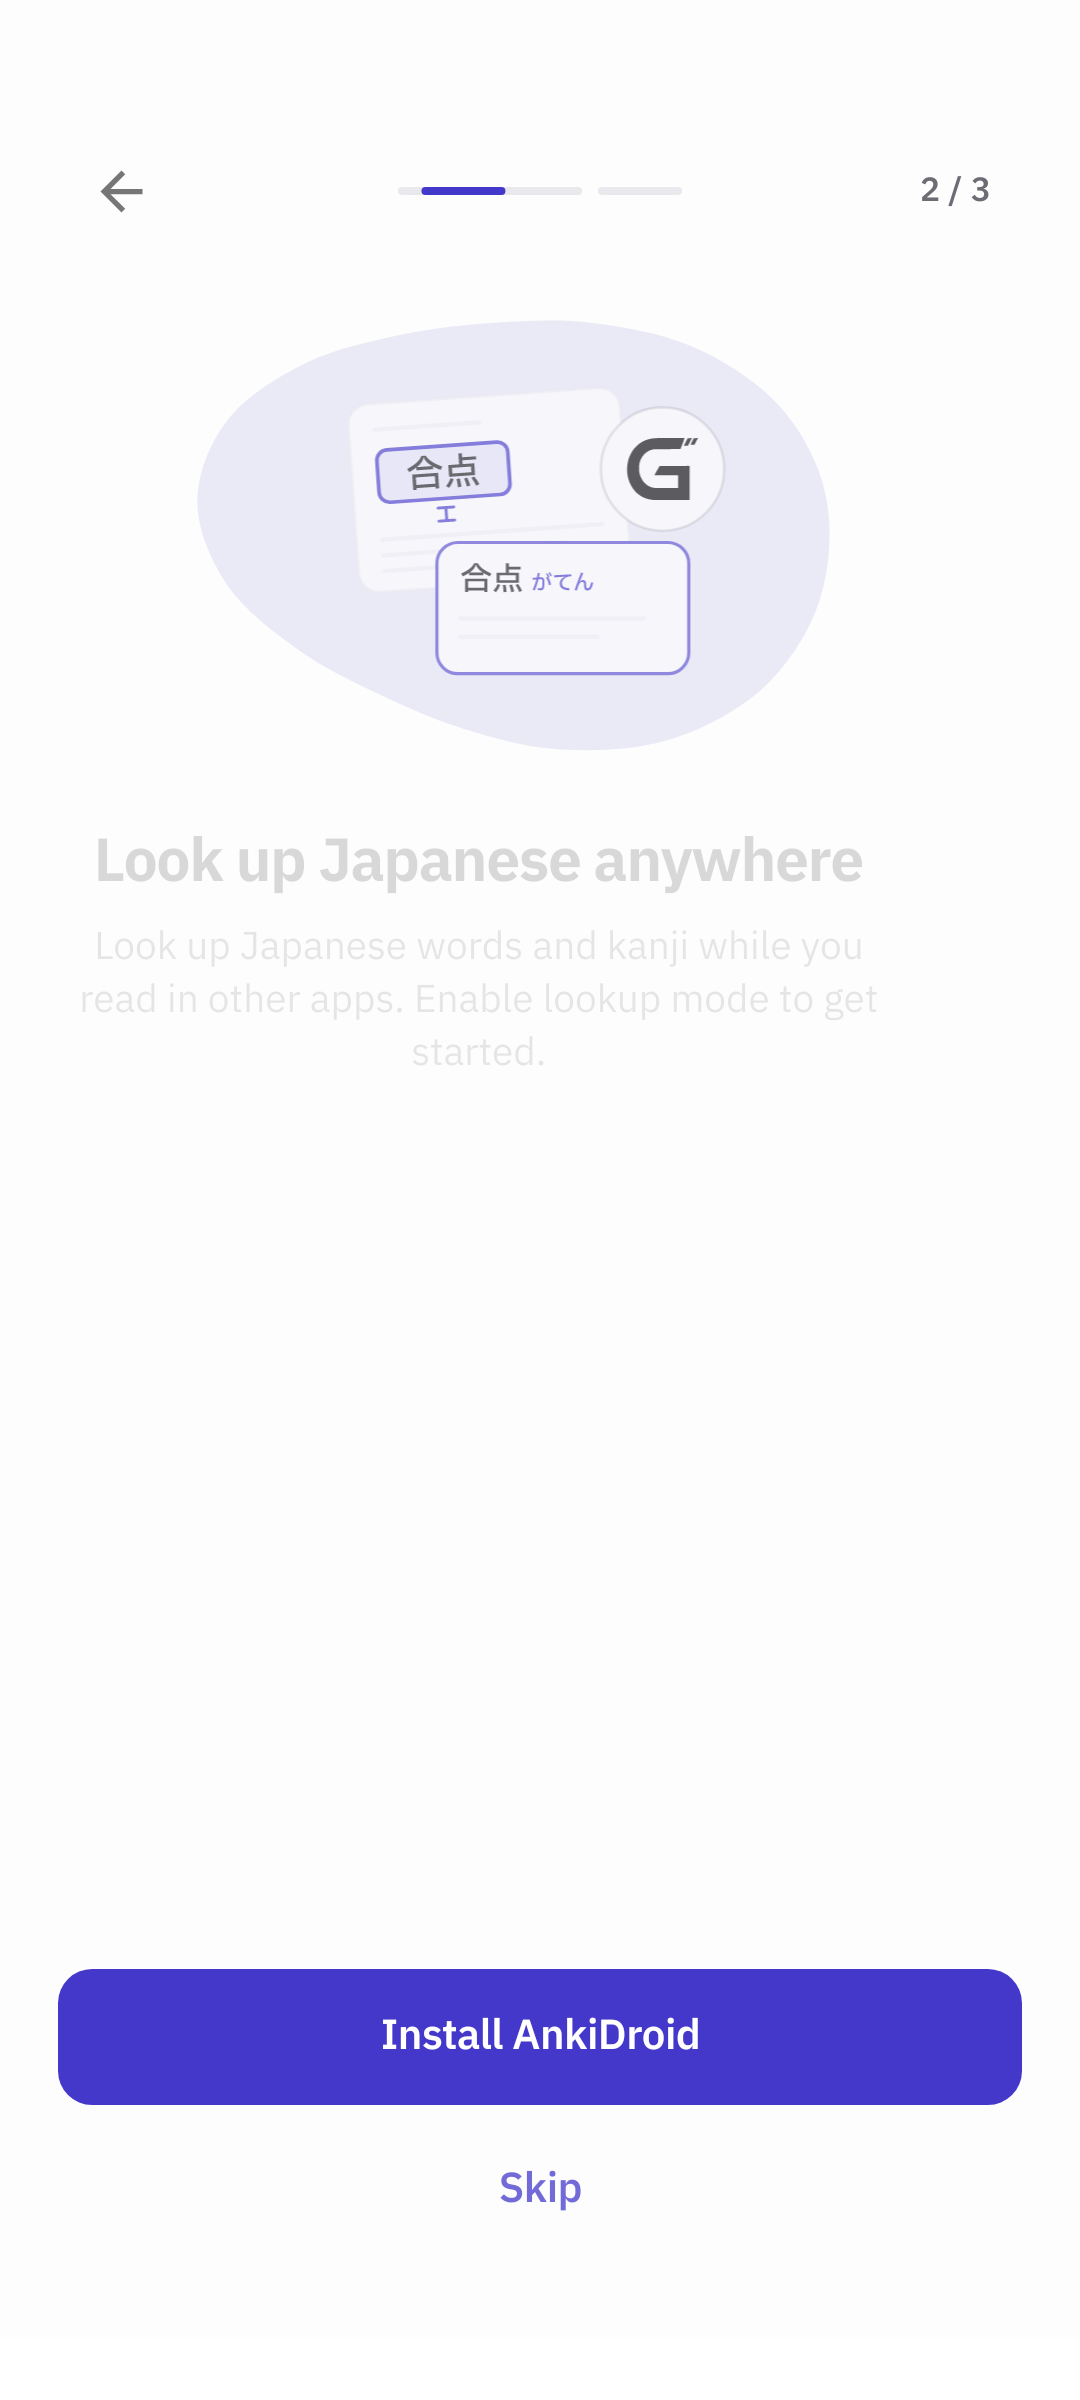 2 / 3
合点
合点 がてん
Look up Japanese anywhere
Look up Japanese words and kanji while you
read in other apps. Enable lookup mode to get
started.
Install AnkiDroid
Skip